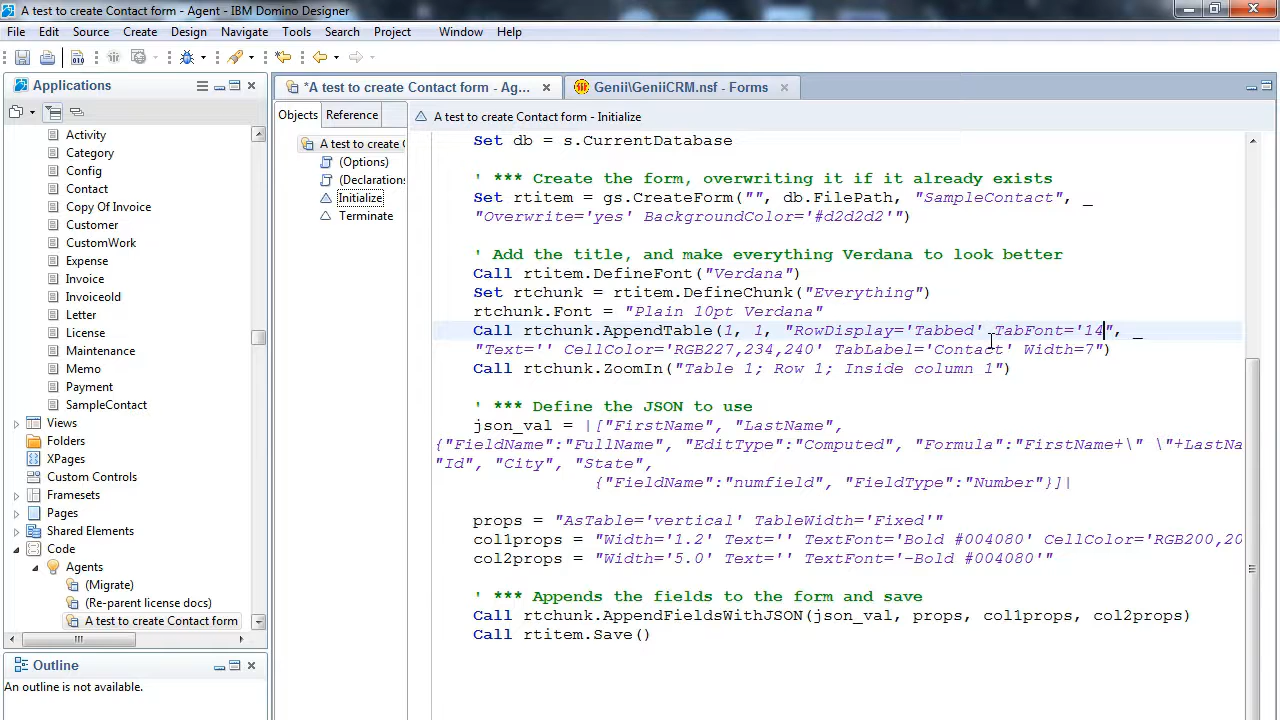 A test to create Contact form - Agent - IBM Domino Designer
File Edit Source Create Design Navigate Tools Search Project Window Help
Applications
Activity
Category
Config
Contact
Copy Of Invoice
Customer
CustomWork
Expense
Invoice
Invoiceold
Letter
License
Maintenance
Memo
Payment
SampleContact
Views
Folders
XPages
Custom Controls
Framesets
Pages
Shared Elements
Code
Agents
(Migrate)
(Re-parent license docs)
A test to create Contact form
Outline
An outline is not available.
*A test to create Contact form - Ag...
Genii\GeniiCRM.nsf - Forms
Objects Reference
A test to create C
(Options)
(Declarations
Initialize
Terminate
A test to create Contact form - Initialize
Set db = s.CurrentDatabase
' *** Create the form, overwriting it if it already exists
Set rtitem = gs.CreateForm("", db.FilePath, "SampleContact", _
"Overwrite='yes' BackgroundColor='#d2d2d2'")
' Add the title, and make everything Verdana to look better
Call rtitem.DefineFont("Verdana")
Set rtchunk = rtitem.DefineChunk("Everything")
rtchunk.Font = "Plain 10pt Verdana"
Call rtchunk.AppendTable(1, 1, "RowDisplay='Tabbed' TabFont='14", _
"Text='' CellColor='RGB227,234,240' TabLabel='Contact' Width=7")
Call rtchunk.ZoomIn("Table 1; Row 1; Inside column 1")
' *** Define the JSON to use
json_val = |["FirstName", "LastName",
{"FieldName":"FullName", "EditType":"Computed", "Formula":"FirstName+\" \"+LastNa
"Id", "City", "State",
{"FieldName":"numfield", "FieldType":"Number"}]|
props = "AsTable='vertical' TableWidth='Fixed'"
col1props = "Width='1.2' Text='' TextFont='Bold #004080' CellColor='RGB200,20
col2props = "Width='5.0' Text='' TextFont='-Bold #004080'"
' *** Appends the fields to the form and save
Call rtchunk.AppendFieldsWithJSON(json_val, props, col1props, col2props)
Call rtitem.Save()